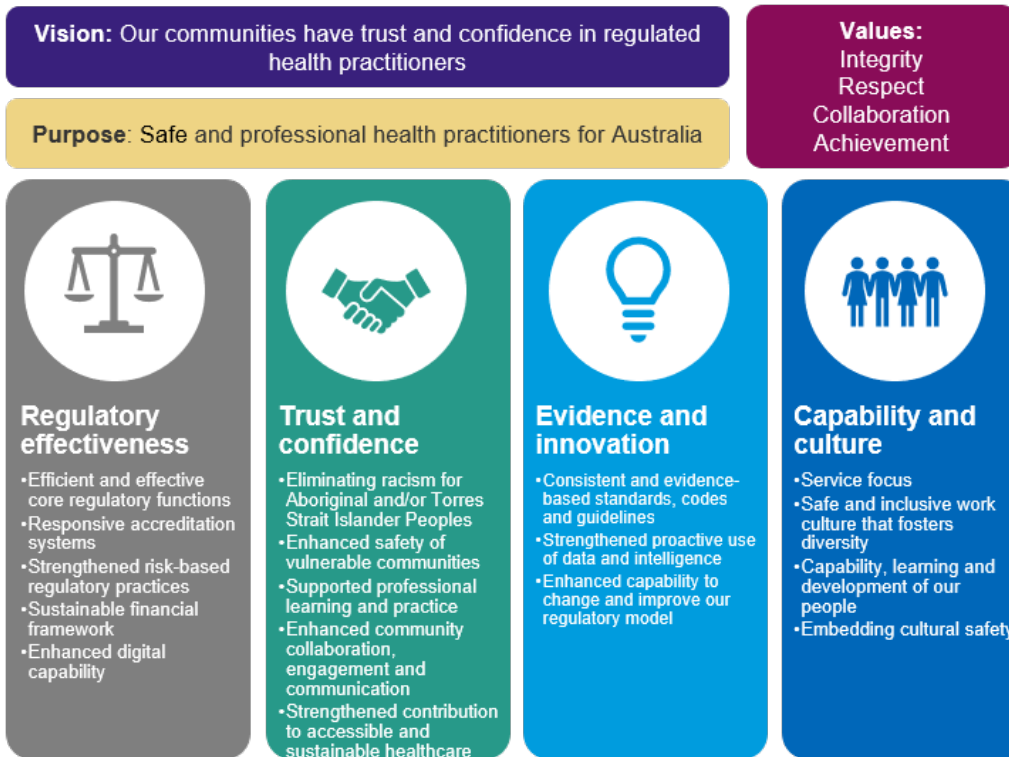 Vision: Our communities have trust and confidence in regulated
health practitioners
Purpose: Safe and professional health practitioners for Australia
Values:
Integrity
Respect
Collaboration
Achievement
Regulatory
effectiveness
•Efficient and effective
core regulatory functions
•Responsive accreditation
systems
•Strengthened risk-based
regulatory practices
•Sustainable financial
framework
•Enhanced digital
capability
Trust and
confidence
•Eliminating racism for
Aboriginal and/or Torres
Strait Islander Peoples
•Enhanced safety of
vulnerable communities
•Supported professional
learning and practice
•Enhanced community
collaboration,
engagement and
communication
•Strengthened contribution
to accessible and
sustainable healthcare
Evidence and
innovation
•Consistent and evidence-
based standards, codes
and guidelines
•Strengthened proactive use
of data and intelligence
•Enhanced capability to
change and improve our
regulatory model
Capability and
culture
•Service focus
•Safe and inclusive work
culture that fosters
diversity
•Capability, learning and
development of our
people
•Embedding cultural safety